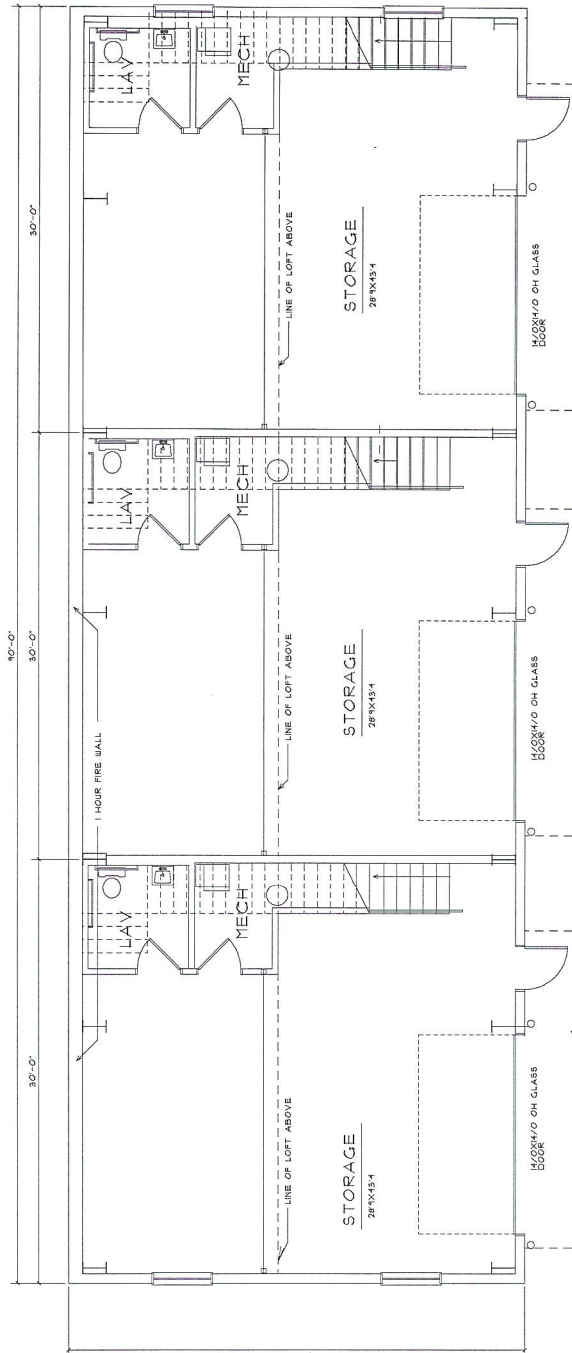 90'-0"
30'-0"
30'-0"
30'-0"
1 HOUR FIRE WALL
LAV
MECH
LINE OF LOFT ABOVE
STORAGE
28'9X43'4
14/0X14/0 OH GLASS
DOOR
LAV
MECH
LINE OF LOFT ABOVE
STORAGE
28'9X43'4
14/0X14/0 OH GLASS
DOOR
LAV
MECH
LINE OF LOFT ABOVE
STORAGE
28'9X43'4
14/0X14/0 OH GLASS
DOOR